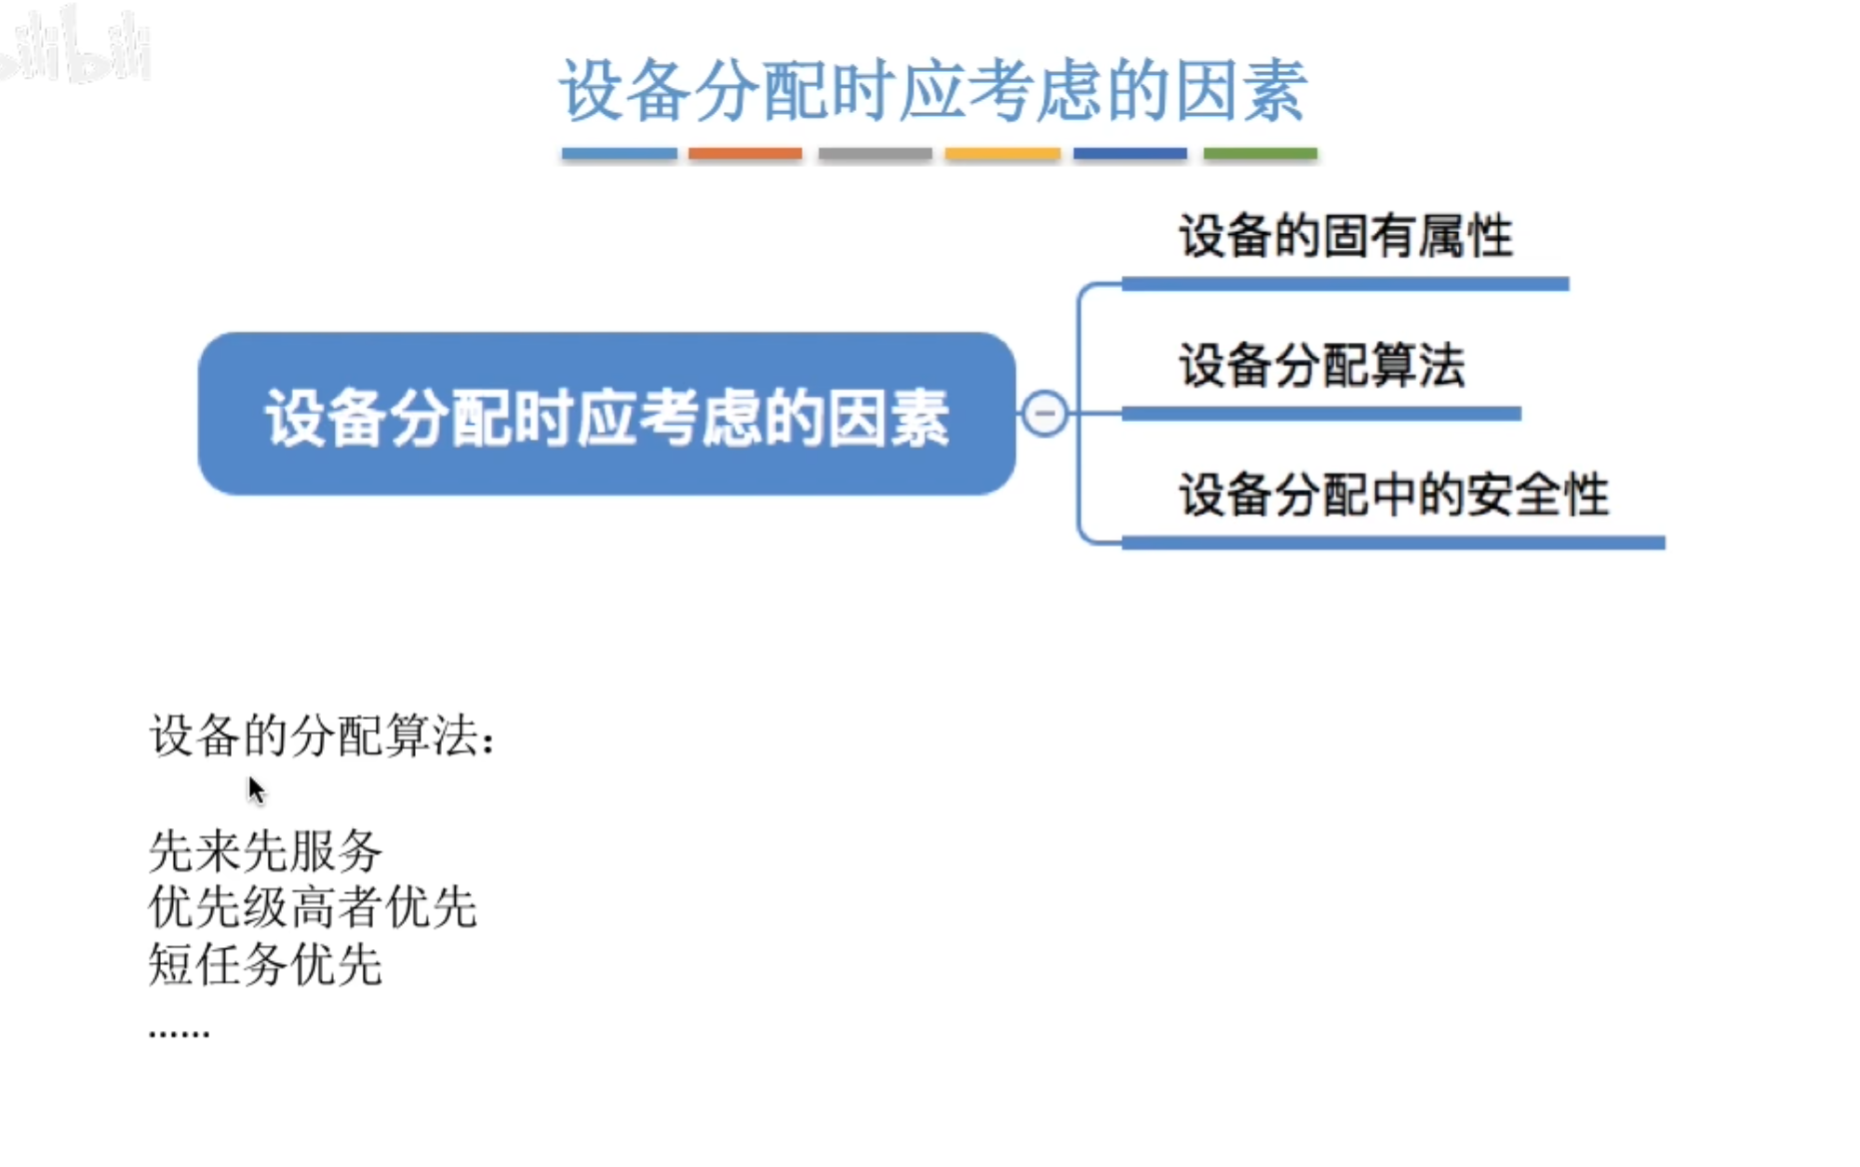 bilibili
设备分配时应考虑的因素
设备的固有属性
设备分配算法
设备分配时应考虑的因素
设备分配中的安全性
设备的分配算法：
先来先服务
优先级高者优先
短任务优先
......